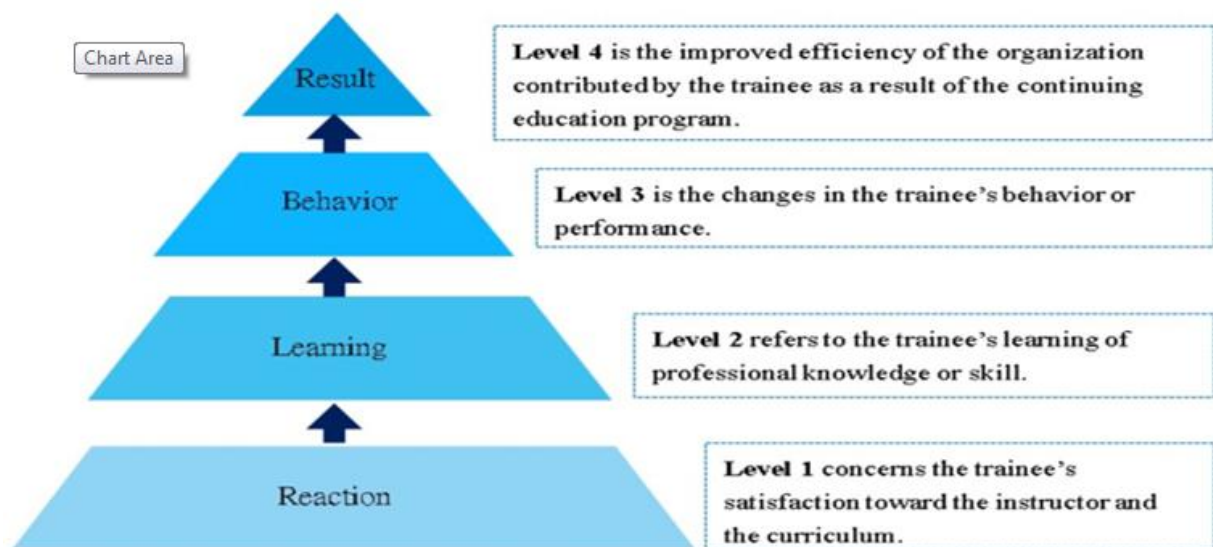 Chart Area
Result
Level 4 is the improved efficiency of the organization
contributed by the trainee as a result of the continuing
education program.
Behavior
Level 3 is the changes in the trainee's behavior or
performance.
Learning
Level 2 refers to the trainee's learning of
professional knowledge or skill.
Reaction
Level 1 concerns the trainee's
satisfaction toward the instructor and
the curriculum.